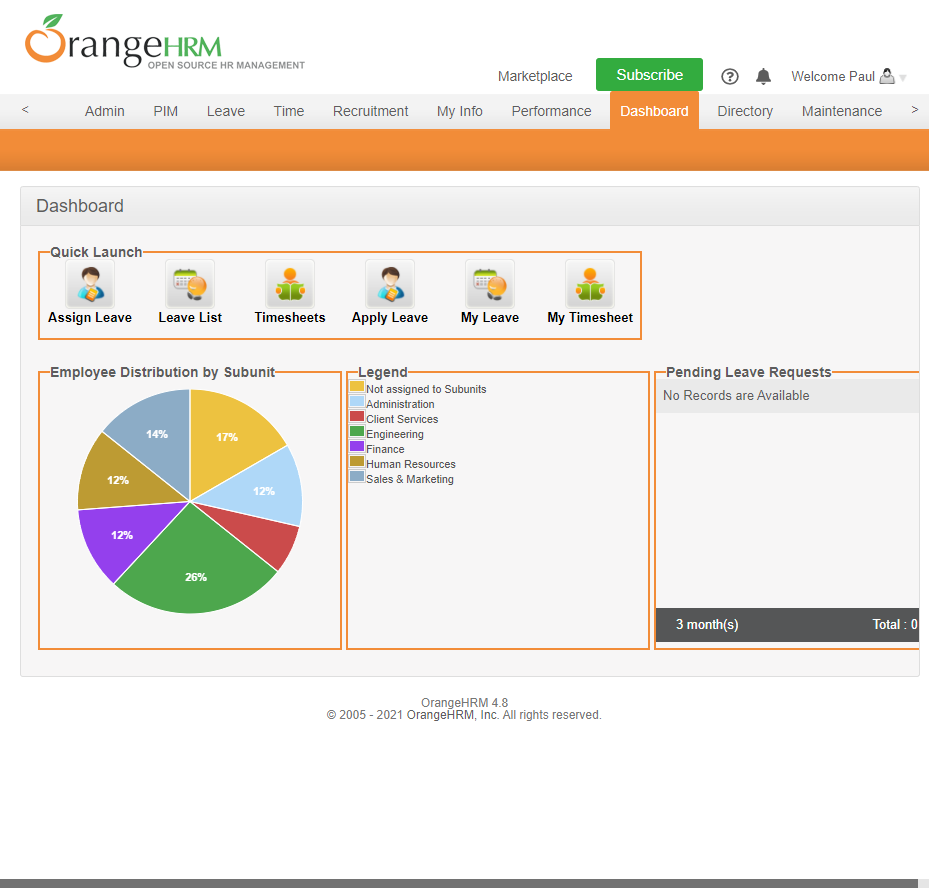 OrangeHRM
OPEN SOURCE HR MANAGEMENT
Marketplace Subscribe Welcome Paul
< Admin PIM Leave Time Recruitment My Info Performance Dashboard Directory Maintenance >
Dashboard
Quick Launch
Assign Leave Leave List Timesheets Apply Leave My Leave My Timesheet
Employee Distribution by Subunit
17%
12%
26%
12%
12%
14%
Legend
Not assigned to Subunits
Administration
Client Services
Engineering
Finance
Human Resources
Sales & Marketing
Pending Leave Requests
No Records are Available
3 month(s) Total : 0
OrangeHRM 4.8
© 2005 - 2021 OrangeHRM, Inc. All rights reserved.